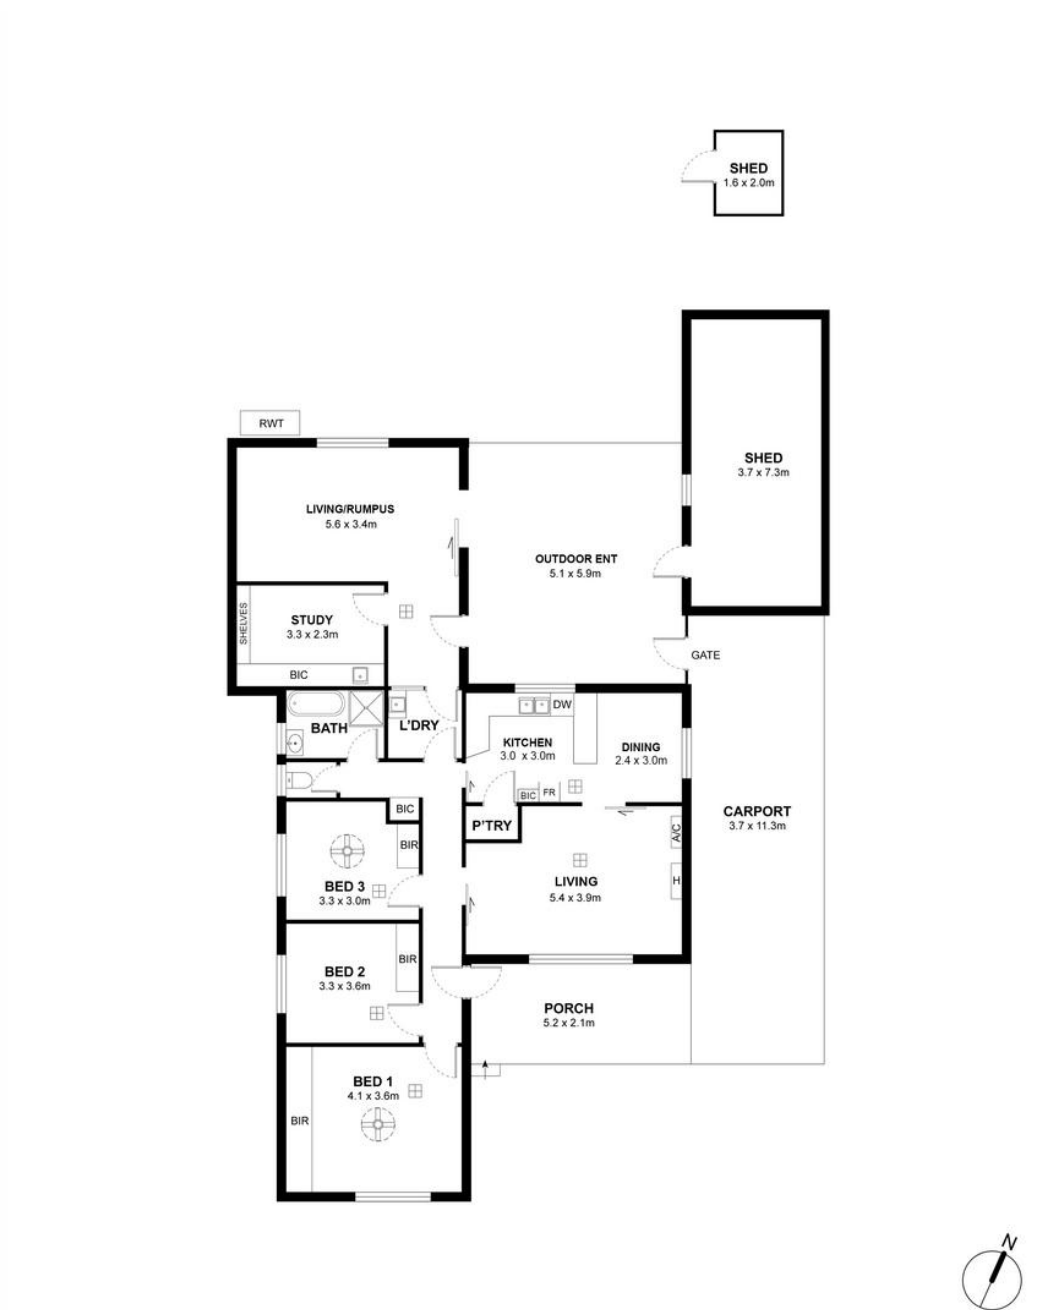 SHED
1.6 x 2.0m
RWT
SHED
3.7 x 7.3m
LIVING/RUMPUS
5.6 x 3.4m
OUTDOOR ENT
5.1 x 5.9m
SHELVES
STUDY
3.3 x 2.3m
BIC
GATE
BATH
L'DRY
DW
KITCHEN
3.0 x 3.0m
DINING
2.4 x 3.0m
BIC
FR
BIC
P'TRY
A/C
CARPORT
3.7 x 11.3m
BIR
BED 3
3.3 x 3.0m
LIVING
5.4 x 3.9m
H
BIR
BED 2
3.3 x 3.6m
PORCH
5.2 x 2.1m
BED 1
4.1 x 3.6m
BIR
N